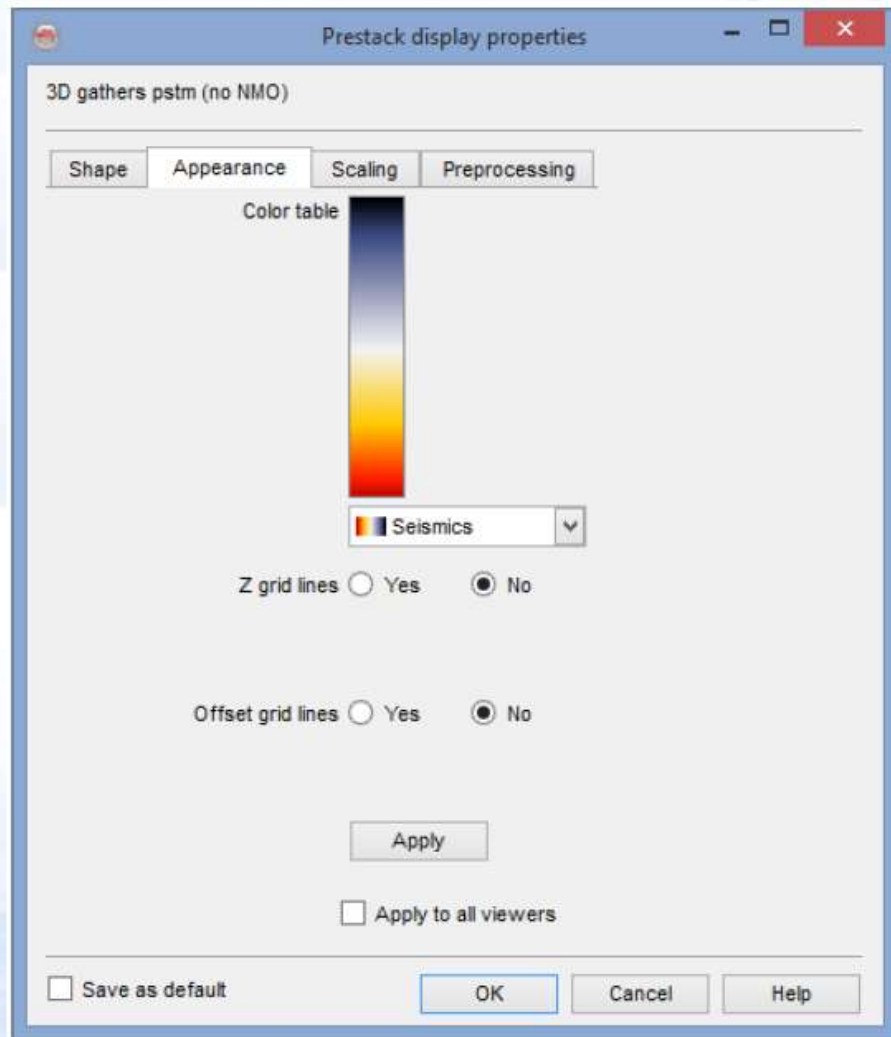 Prestack display properties
3D gathers pstm (no NMO)
Shape Appearance Scaling Preprocessing
Color table
Seismics
Z grid lines Yes No
Offset grid lines Yes No
Apply
Apply to all viewers
Save as default OK Cancel Help